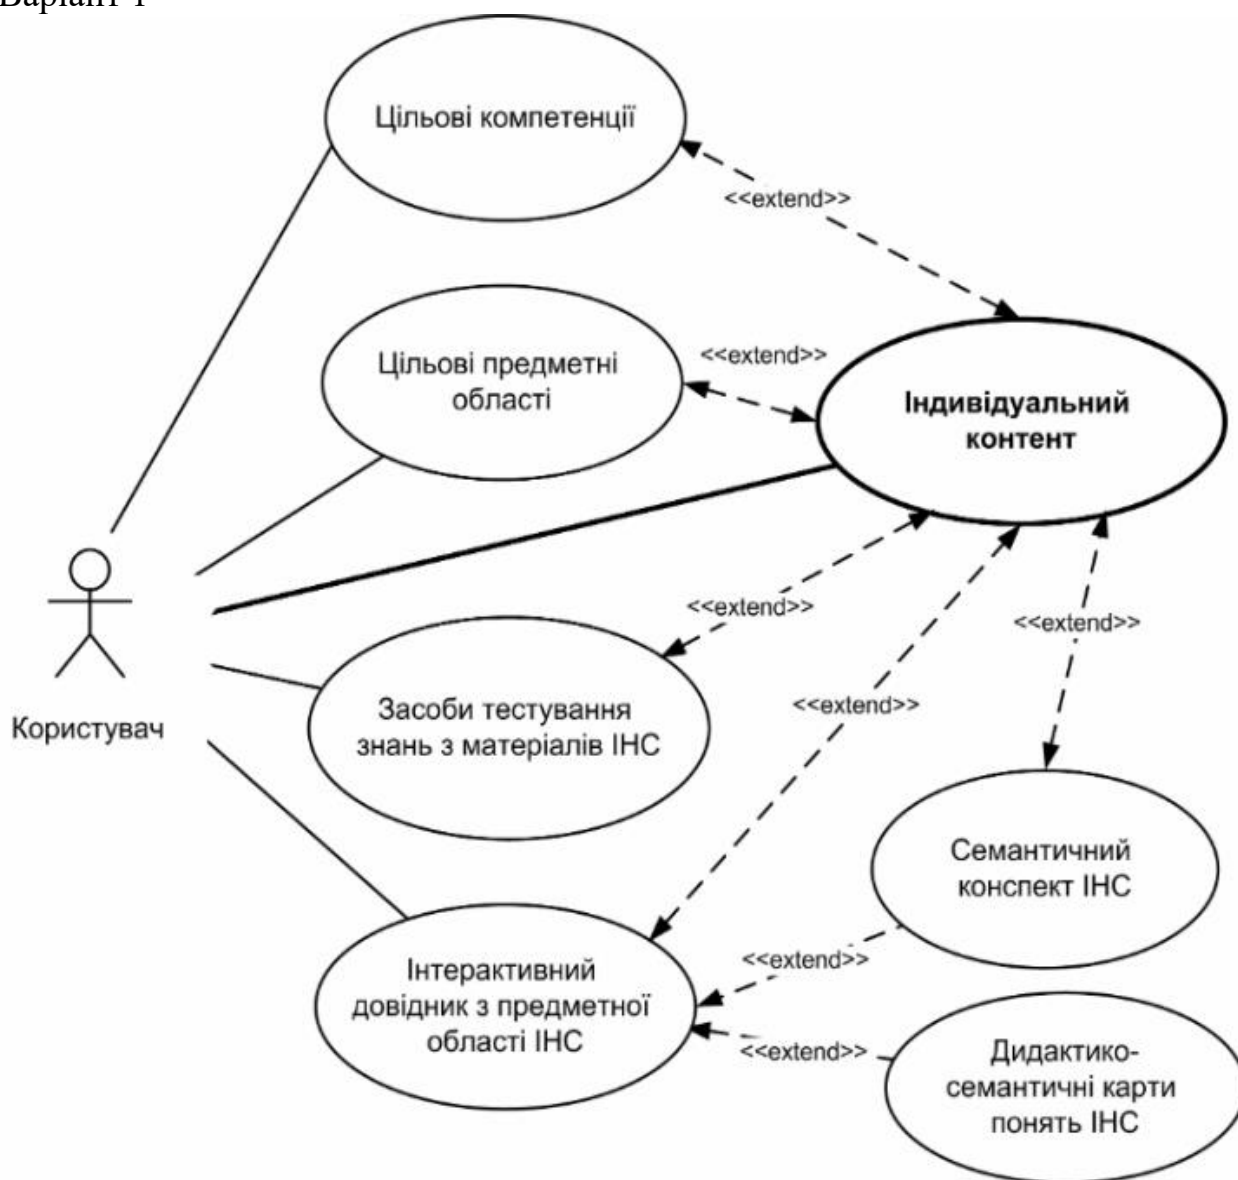 Варіант 1
Цільові компетенції
<<extend>>
Цільові предметні
області
<<extend>>
Індивідуальний
контент
<<extend>>
<<extend>>
<<extend>>
Користувач
Засоби тестування
знань з матеріалів ІНС
Семантичний
конспект ІНС
<<extend>>
Інтерактивний
довідник з предметної
області ІНС
<<extend>>
Дидактико-
семантичні карти
понять ІНС